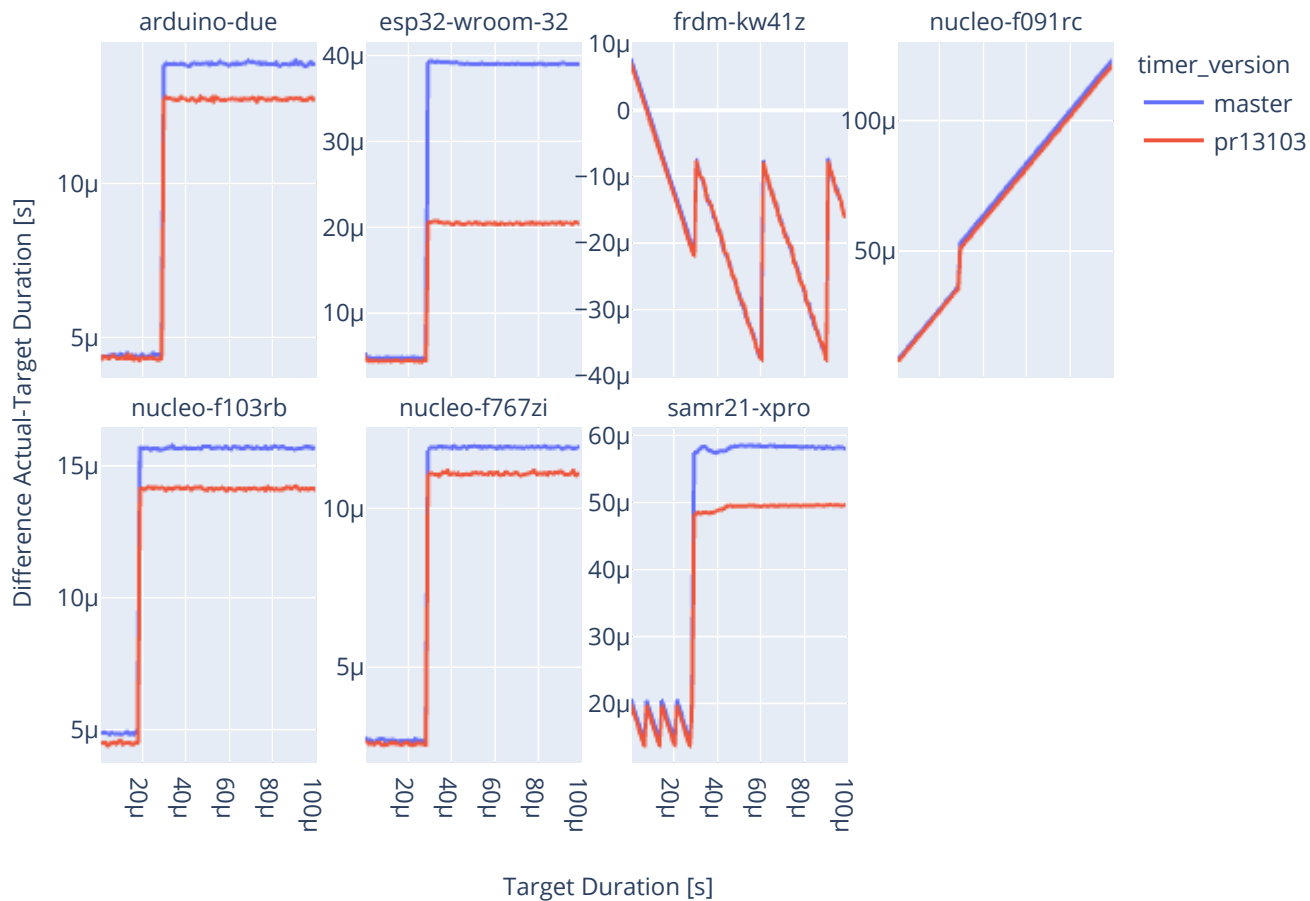 arduino-due
esp32-wroom-32
frdm-kw41z
nucleo-f091rc
timer_version
master
pr13103
Difference Actual-Target Duration [s]
10μ
5μ
40μ
30μ
20μ
10μ
10μ
0
−10μ
−20μ
−30μ
−40μ
100μ
50μ
nucleo-f103rb
nucleo-f767zi
samr21-xpro
15μ
10μ
5μ
10μ
5μ
60μ
50μ
40μ
30μ
20μ
20μ
40μ
60μ
80μ
100μ
20μ
40μ
60μ
80μ
100μ
20μ
40μ
60μ
80μ
100μ
Target Duration [s]